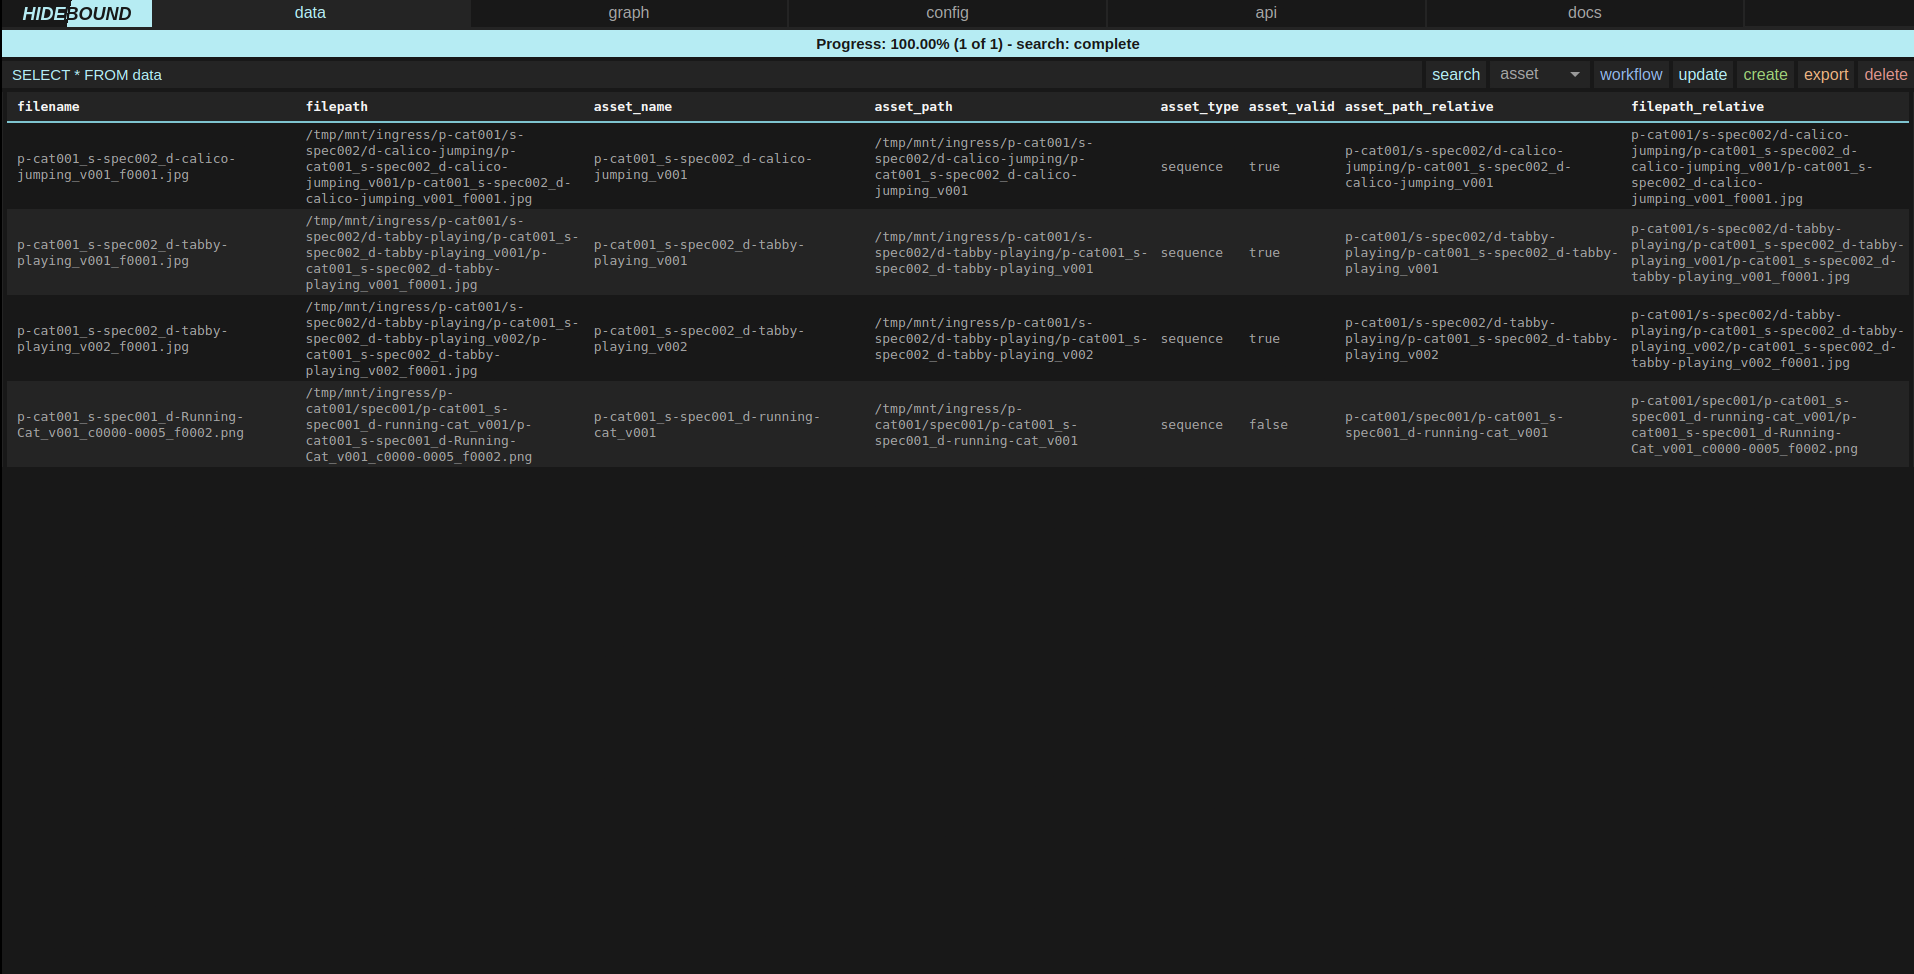 HIDEBOUND data graph config api docs
Progress: 100.00% (1 of 1) - search: complete
SELECT * FROM data search asset workflow update create export delete
filename filepath asset_name asset_path asset_type asset_valid asset_path_relative filepath_relative
p-cat001_s-spec002_d-calico-
jumping_v001_f0001.jpg
/tmp/mnt/ingress/p-cat001/s-
spec002/d-calico-jumping/p-
cat001_s-spec002_d-calico-
jumping_v001/p-cat001_s-spec002_d-
calico-jumping_v001_f0001.jpg
p-cat001_s-spec002_d-calico-
jumping_v001
/tmp/mnt/ingress/p-cat001/s-
spec002/d-calico-jumping/p-
cat001_s-spec002_d-calico-
jumping_v001
sequence
true
p-cat001/s-spec002/d-calico-
jumping/p-cat001_s-spec002_d-
calico-jumping_v001
p-cat001/s-spec002/d-calico-
jumping/p-cat001_s-spec002_d-
calico-jumping_v001/p-cat001_s-
spec002_d-calico-
jumping_v001_f0001.jpg
p-cat001_s-spec002_d-tabby-
playing_v001_f0001.jpg
/tmp/mnt/ingress/p-cat001/s-
spec002/d-tabby-playing/p-cat001_s-
spec002_d-tabby-playing_v001/p-
cat001_s-spec002_d-tabby-
playing_v001_f0001.jpg
p-cat001_s-spec002_d-tabby-
playing_v001
/tmp/mnt/ingress/p-cat001/s-
spec002/d-tabby-playing/p-cat001_s-
spec002_d-tabby-playing_v001
sequence
true
p-cat001/s-spec002/d-tabby-
playing/p-cat001_s-spec002_d-tabby-
playing_v001
p-cat001/s-spec002/d-tabby-
playing/p-cat001_s-spec002_d-tabby-
playing_v001/p-cat001_s-spec002_d-
tabby-playing_v001_f0001.jpg
p-cat001_s-spec002_d-tabby-
playing_v002_f0001.jpg
/tmp/mnt/ingress/p-cat001/s-
spec002/d-tabby-playing/p-cat001_s-
spec002_d-tabby-playing_v002/p-
cat001_s-spec002_d-tabby-
playing_v002_f0001.jpg
p-cat001_s-spec002_d-tabby-
playing_v002
/tmp/mnt/ingress/p-cat001/s-
spec002/d-tabby-playing/p-cat001_s-
spec002_d-tabby-playing_v002
sequence
true
p-cat001/s-spec002/d-tabby-
playing/p-cat001_s-spec002_d-tabby-
playing_v002
p-cat001/s-spec002/d-tabby-
playing/p-cat001_s-spec002_d-tabby-
playing_v002/p-cat001_s-spec002_d-
tabby-playing_v002_f0001.jpg
p-cat001_s-spec001_d-Running-
Cat_v001_c0000-0005_f0002.png
/tmp/mnt/ingress/p-
cat001/spec001/p-cat001_s-
spec001_d-running-cat_v001/p-
cat001_s-spec001_d-Running-
Cat_v001_c0000-0005_f0002.png
p-cat001_s-spec001_d-running-
cat_v001
/tmp/mnt/ingress/p-
cat001/spec001/p-cat001_s-
spec001_d-running-cat_v001
sequence
false
p-cat001/spec001/p-cat001_s-
spec001_d-running-cat_v001
p-cat001/spec001/p-cat001_s-
spec001_d-running-cat_v001/p-
cat001_s-spec001_d-Running-
Cat_v001_c0000-0005_f0002.png